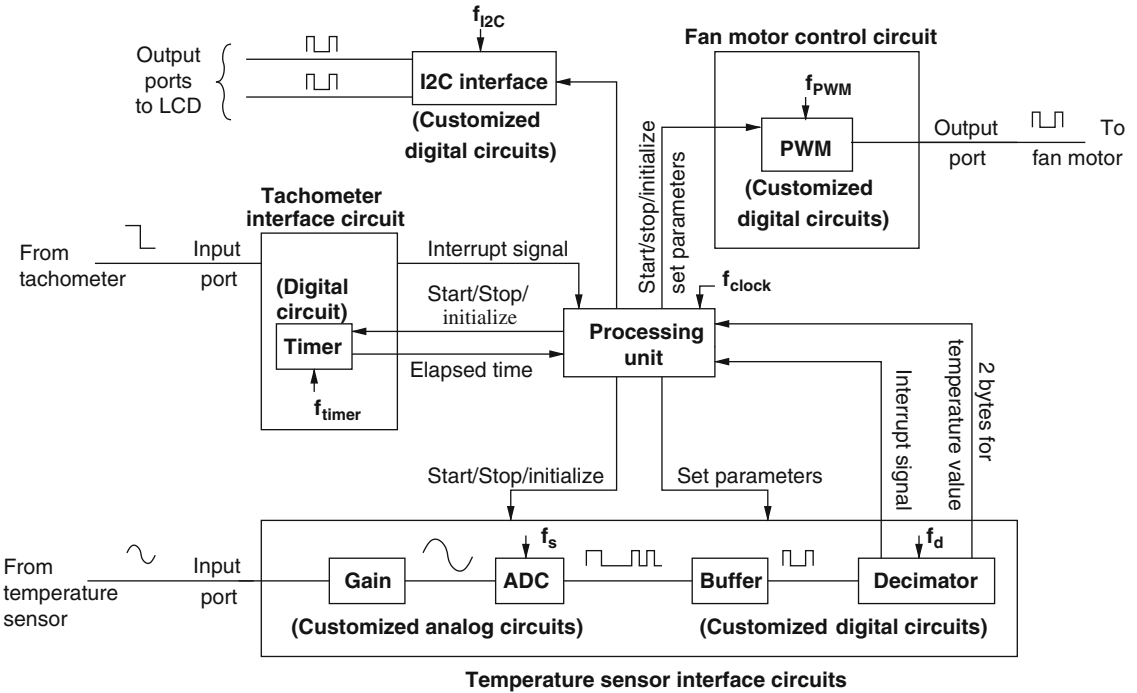 Output
ports
to LCD
f_I2C
I2C interface
(Customized
digital circuits)
Fan motor control circuit
f_PWM
PWM
(Customized
digital circuits)
Output
port
To
fan motor
Start/stop/initialize
set parameters
Tachometer
interface circuit
From
tachometer
Input
port
(Digital
circuit)
Timer
f_timer
Interrupt signal
Start/Stop/
initialize
Elapsed time
Processing
unit
f_clock
Interrupt signal
2 bytes for
temperature value
Start/Stop/initialize
Set parameters
From
temperature
sensor
Input
port
Gain
f_s
ADC
Buffer
f_d
Decimator
(Customized analog circuits)
(Customized digital circuits)
Temperature sensor interface circuits